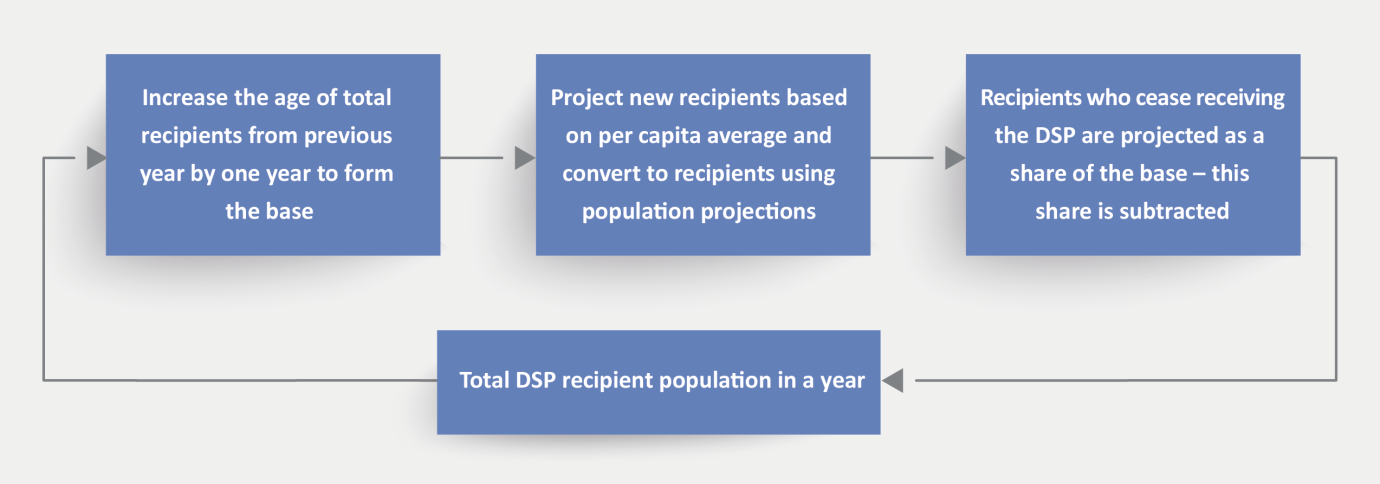 Increase the age of total
recipients from previous
year by one year to form
the base
Project new recipients based
on per capita average and
convert to recipients using
population projections
Recipients who cease receiving
the DSP are projected as a
share of the base – this
share is subtracted
Total DSP recipient population in a year